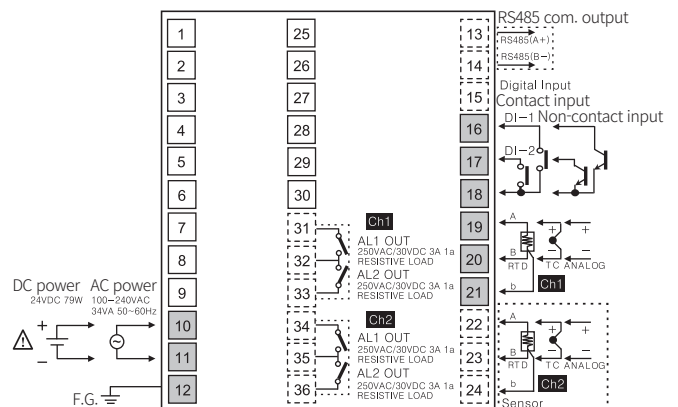 RS485 com. output
1 25 13 RS485(A+)
2 26 14 RS485(B−)
3 27 15 Digital Input
Contact input
4 28 16 DI−1 Non-contact input
5 29 17 DI−2
6 30 18
7 31 Ch1 19 A + +
AL1 OUT
250VAC/30VDC 3A 1a
RESISTIVE LOAD
8 32 20 B − −
RTD TC ANALOG
AL2 OUT
250VAC/30VDC 3A 1a
RESISTIVE LOAD
9 33 21 b Ch1
DC power AC power
24VDC 79W 100−240VAC
34VA 50~60Hz
10 34 Ch2 22 A + +
AL1 OUT
250VAC/30VDC 3A 1a
RESISTIVE LOAD
+
−
11 35 23 B − −
RTD TC ANALOG
AL2 OUT
250VAC/30VDC 3A 1a
RESISTIVE LOAD
F.G. 12 36 24 b Ch2
Sensor